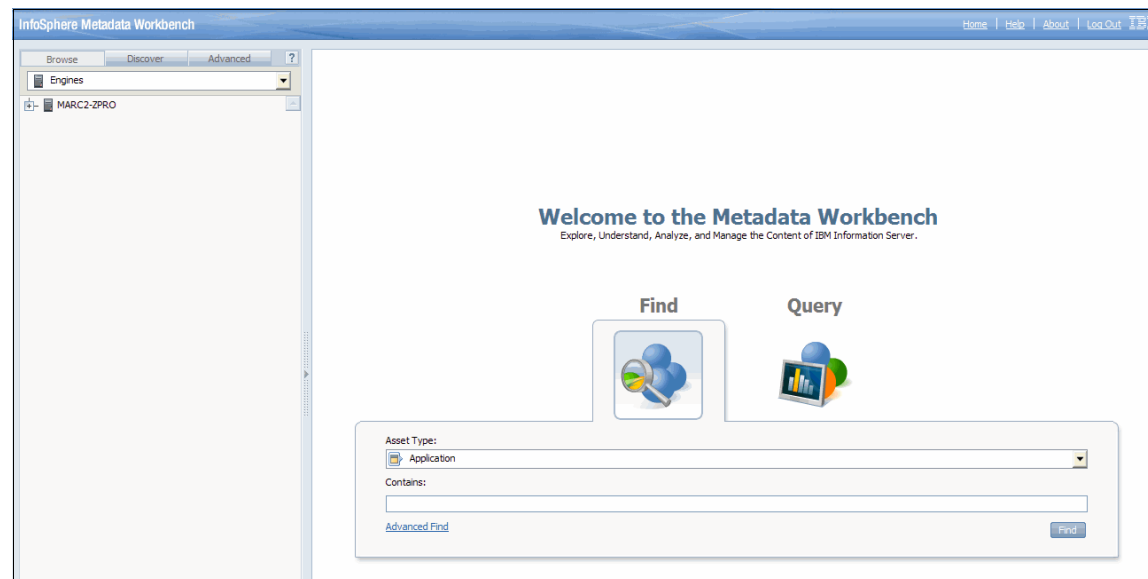 InfoSphere Metadata Workbench
Home | Help | About | Log Out
Browse Discover Advanced ?
Engines
MARC2-ZPRO
Welcome to the Metadata Workbench
Explore, Understand, Analyze, and Manage the Content of IBM Information Server.
Find Query
Asset Type:
Application
Contains:
Advanced Find Find